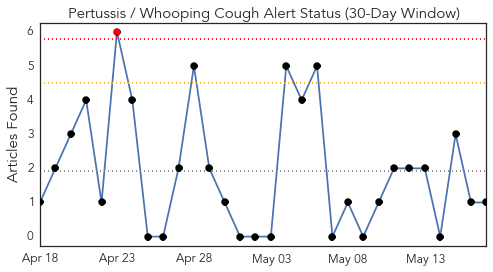 Pertussis / Whooping Cough Alert Status (30-Day Window)
Articles Found
6
5
4
3
2
1
0
Apr 18 Apr 23 Apr 28 May 03 May 08 May 13